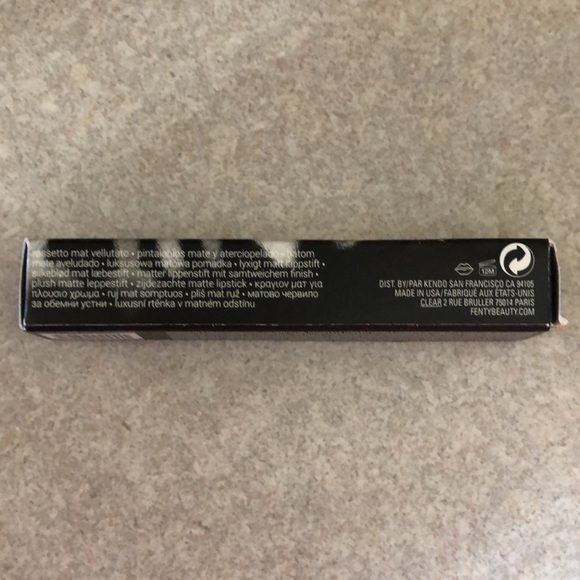 rossetto mat vellutato • pintalabios mate y aterciopelado • batom
mate aveludado • luksusowa matowa pomadka • lyxigt matt läppstift •
silkeblød mat læbestift • matter lippenstift mit samtweichem finish •
plush matte leppestift • zijdezachte matte lipstick • κραγιον ματ για
πλουσιο χρωμα • ruj mat somptuos • pliš mat ruž • матово червило
за обемни устни • luxusní rtěnka v matném odstínu
12M
DIST. BY/PAR KENDO SAN FRANCISCO CA 94105
MADE IN USA/FABRIQUÉ AUX ÉTATS-UNIS
CLEAR 2 RUE BRULLER 75014 PARIS
FENTYBEAUTY.COM